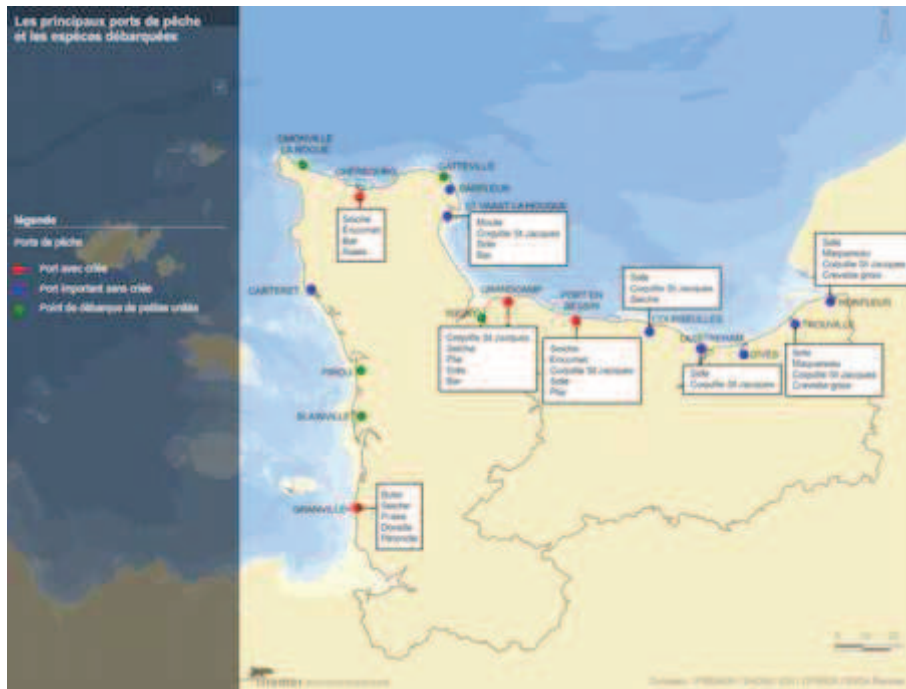 Les principaux ports de pêche
et les espèces débarquées
légende
Ports de pêche
Port avec criée
Port important sans criée
Point de débarque de petites unités
OMONVILLE
LA ROGUE
CHERBOURG
Seiche
Encornet
Bar
GATTEVILLE
BARFLEUR
ST VAAST LA HOUGUE
Moule
Coquille St Jacques
Sole
Bar
CARTERET
PIROU
BLAINVILLE
GRANVILLE
Bulot
Seiche
Praire
GRANDCAMP
Coquille St Jacques
Seiche
Plie
Sole
Bar
PORT EN
BESSIN
Seiche
Encornet
Coquille St Jacques
Sole
Plie
Sole
Coquille St Jacques
Seiche
COURSEULLES
OUISTREHAM
Sole
Coquille St Jacques
DIVES
TROUVILLE
Sole
Maquereau
Coquille St Jacques
Crevette grise
Sole
Maquereau
Coquille St Jacques
Crevette grise
HONFLEUR